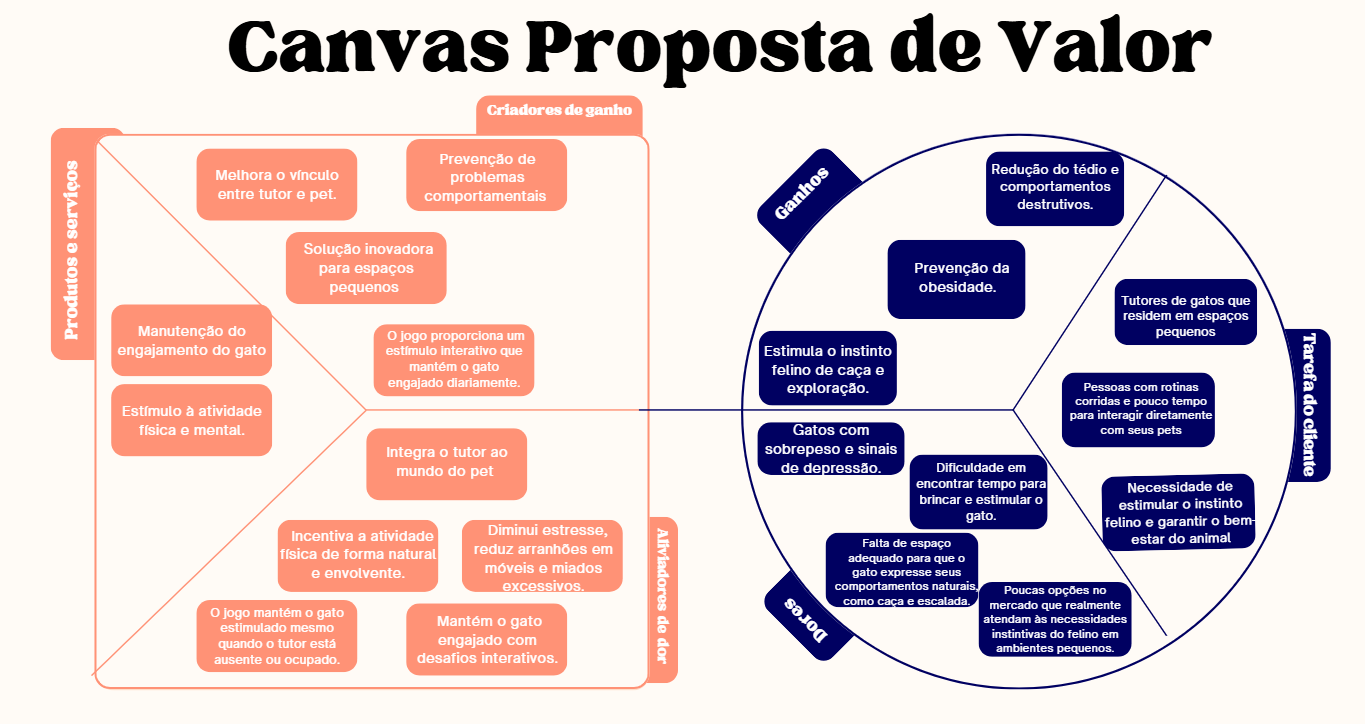 Canvas Proposta de Valor
Criadores de ganho
Produtos e serviços
Melhora o vínculo
entre tutor e pet.
Prevenção de
problemas
comportamentais
Solução inovadora
para espaços
pequenos
Manutenção do
engajamento do gato
O jogo proporciona um
estímulo interativo que
mantém o gato
engajado diariamente.
Estímulo à atividade
física e mental.
Integra o tutor ao
mundo do pet
Incentiva a atividade
física de forma natural
e envolvente.
Diminui estresse,
reduz arranhões em
móveis e miados
excessivos.
O jogo mantém o gato
estimulado mesmo
quando o tutor está
ausente ou ocupado.
Mantém o gato
engajado com
desafios interativos.
Aliviadores de dor
Ganhos
Redução do tédio e
comportamentos
destrutivos.
Prevenção da
obesidade.
Estimula o instinto
felino de caça e
exploração.
Tutores de gatos que
residem em espaços
pequenos
Pessoas com rotinas
corridas e pouco tempo
para interagir diretamente
com seus pets
Necessidade de
estimular o instinto
felino e garantir o bem-
estar do animal
Tarefa do cliente
Gatos com
sobrepeso e sinais
de depressão.
Dificuldade em
encontrar tempo para
brincar e estimular o
gato.
Falta de espaço
adequado para que o
gato expresse seus
comportamentos naturais,
como caça e escalada.
Poucas opções no
mercado que realmente
atendam às necessidades
instintivas do felino em
ambientes pequenos.
Dores